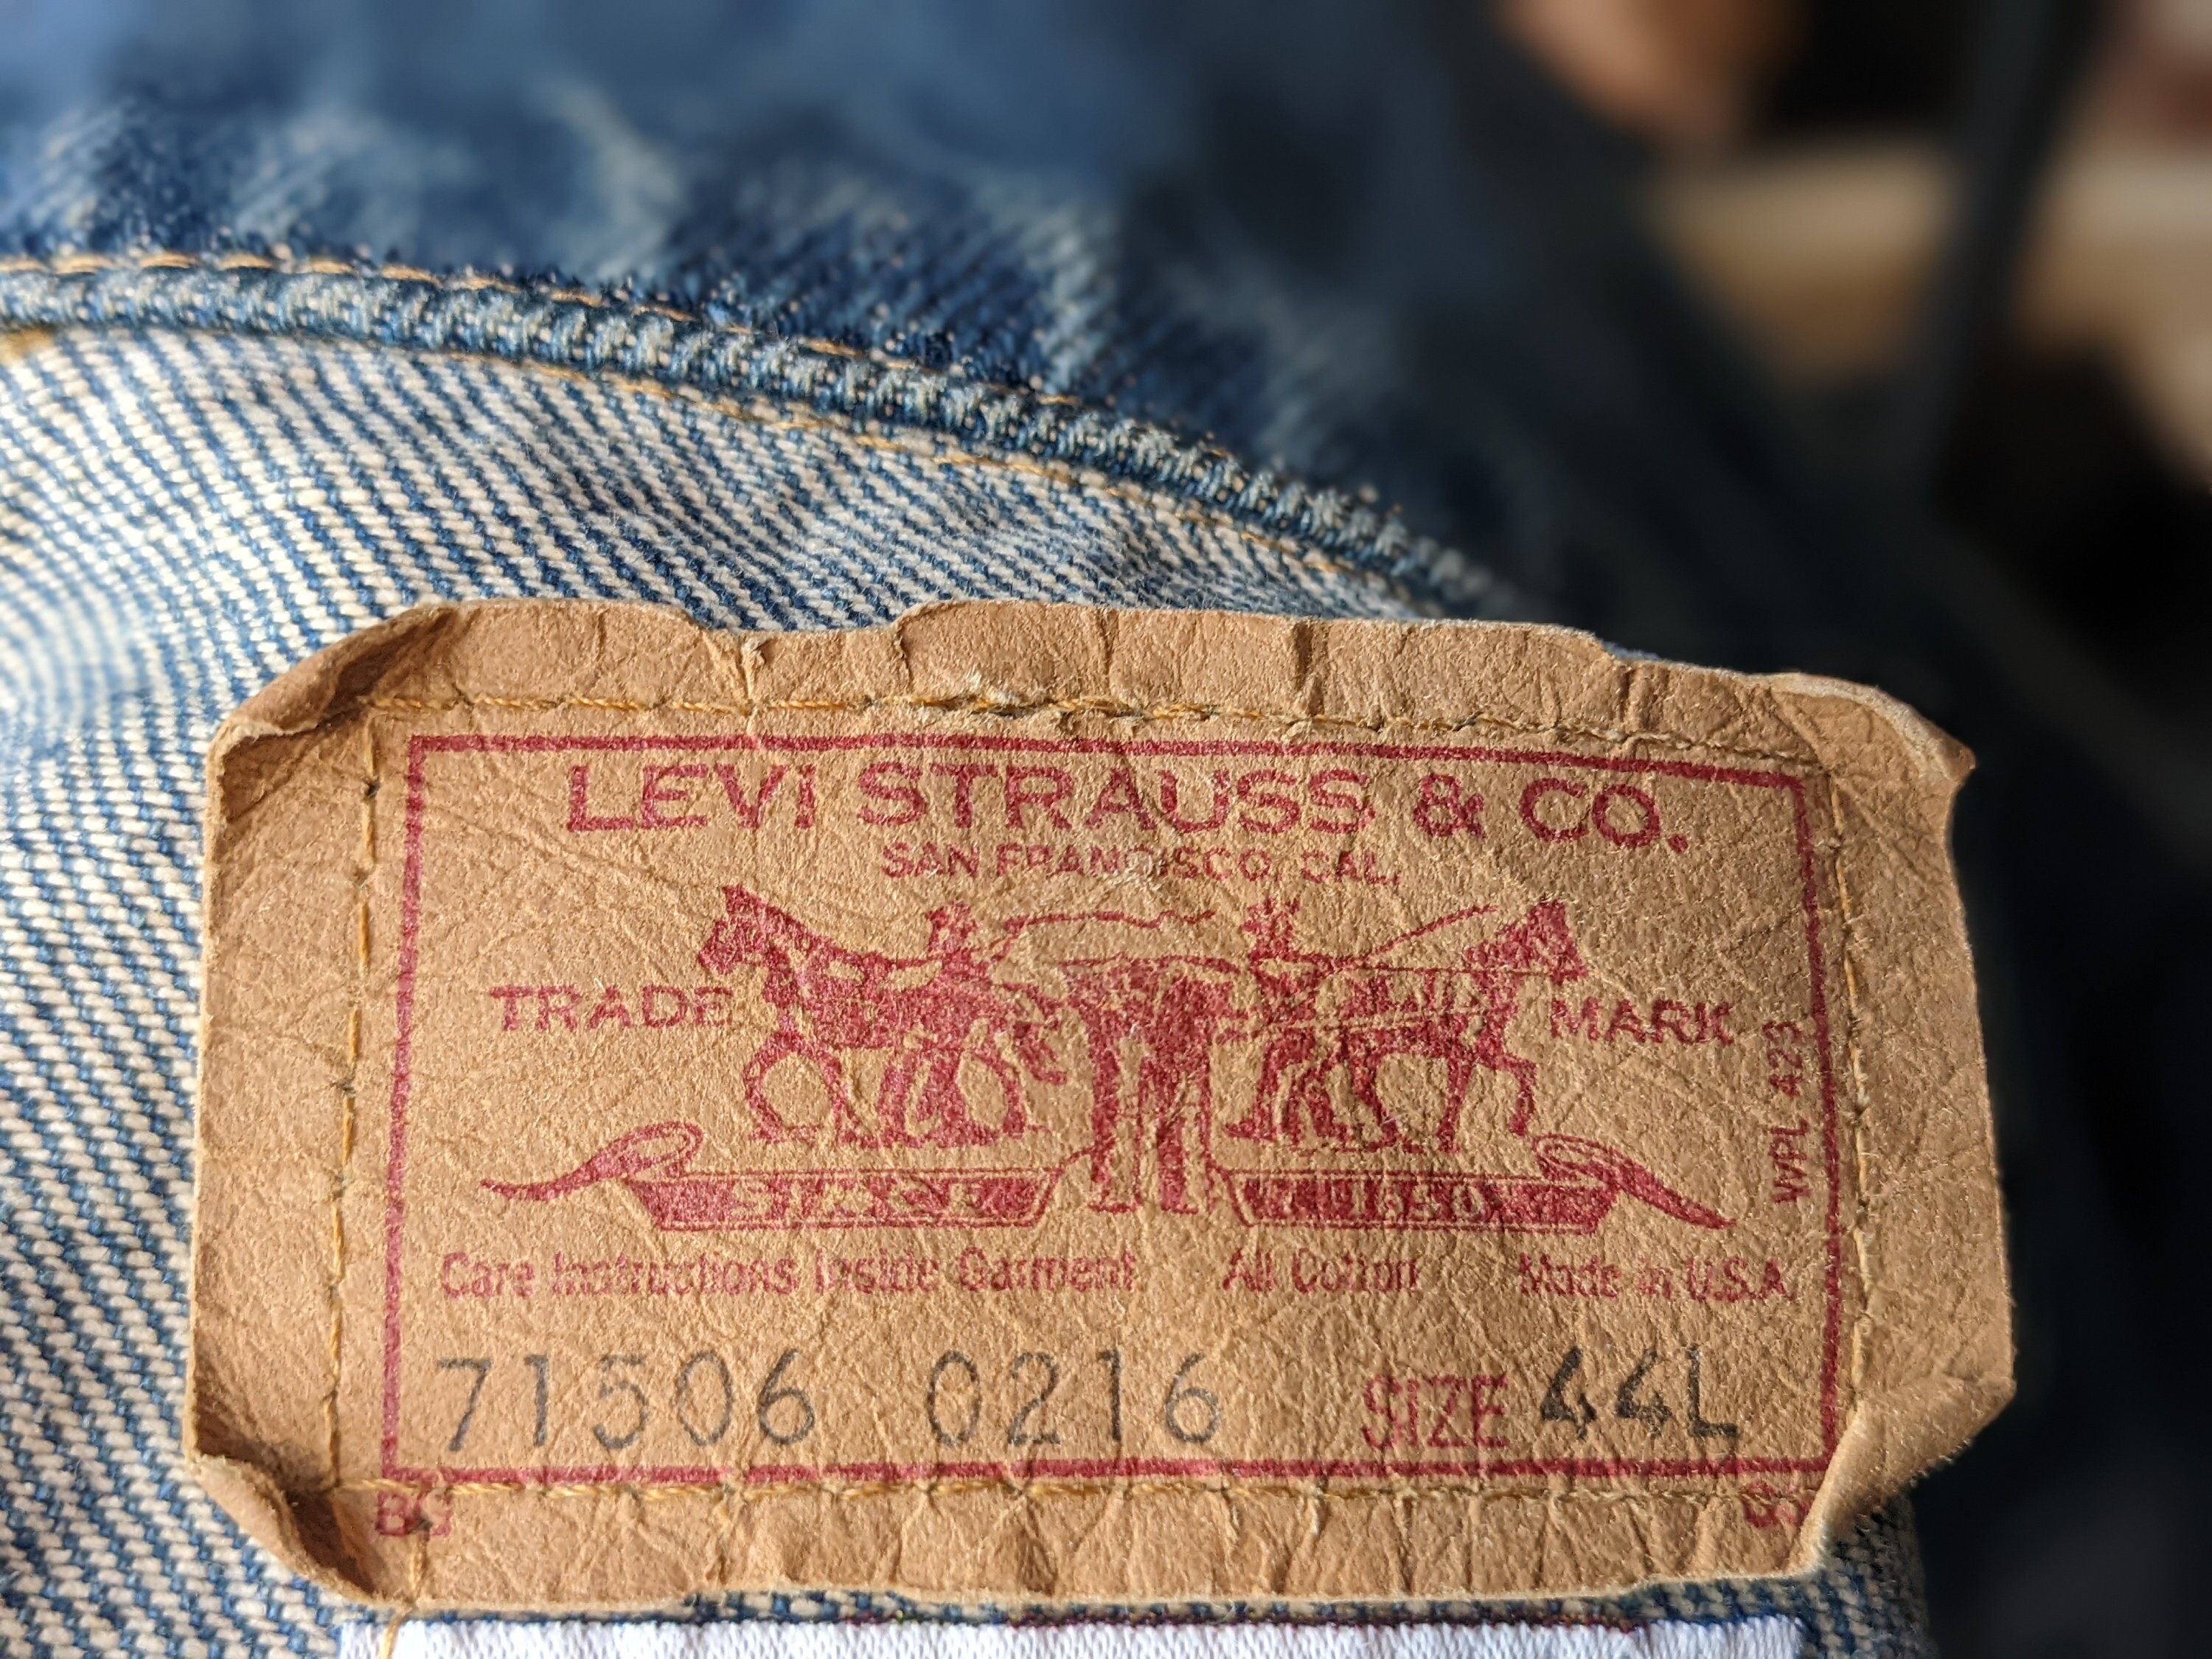 LEVI STRAUSS & CO.
SAN FRANCISCO, CAL.
TRADE MARK
WPL 423
Care Instructions Inside Garment All Cotton Made in U.S.A.
71506 0216 SIZE 44L